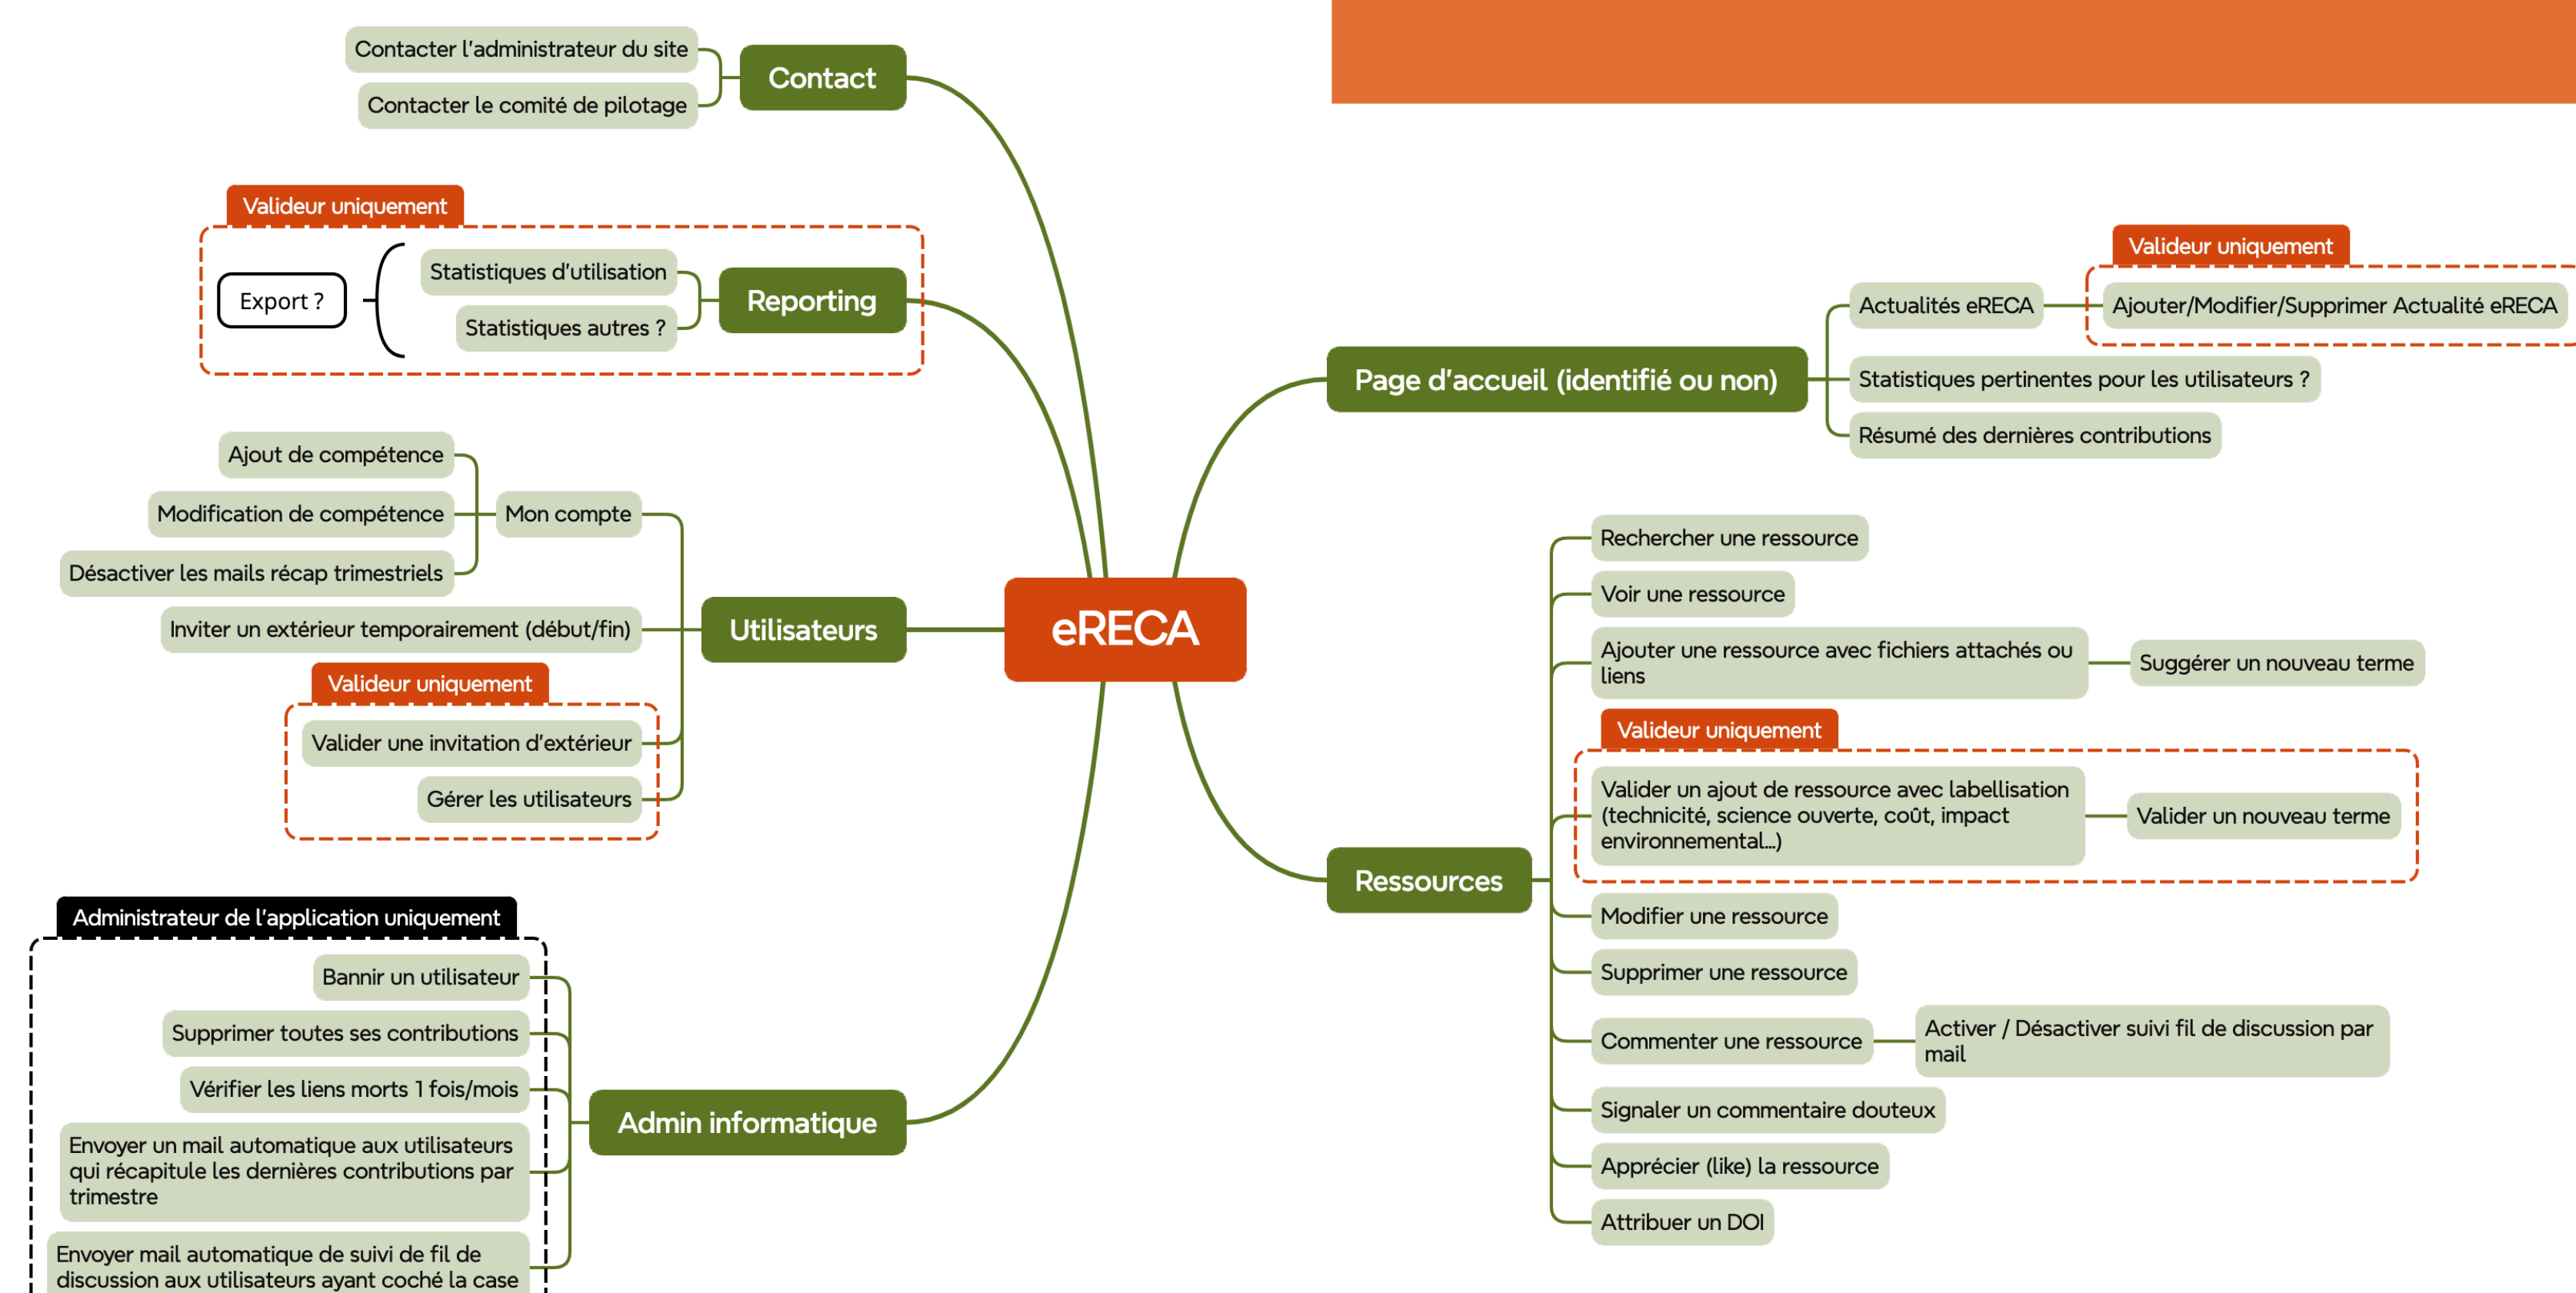 Contacter l'administrateur du site
Contacter le comité de pilotage
Contact
Valideur uniquement
Export ?
Statistiques d'utilisation
Statistiques autres ?
Reporting
Ajout de compétence
Modification de compétence
Désactiver les mails récap trimestriels
Mon compte
Inviter un extérieur temporairement (début/fin)
Utilisateurs
Valideur uniquement
Valider une invitation d'extérieur
Gérer les utilisateurs
Administrateur de l'application uniquement
Bannir un utilisateur
Supprimer toutes ses contributions
Vérifier les liens morts 1 fois/mois
Envoyer un mail automatique aux utilisateurs
qui récapitule les dernières contributions par
trimestre
Envoyer mail automatique de suivi de fil de
discussion aux utilisateurs ayant coché la case
Admin informatique
eRECA
Page d'accueil (identifié ou non)
Actualités eRECA
Valideur uniquement
Ajouter/Modifier/Supprimer Actualité eRECA
Statistiques pertinentes pour les utilisateurs ?
Résumé des dernières contributions
Ressources
Rechercher une ressource
Voir une ressource
Ajouter une ressource avec fichiers attachés ou
liens
Suggérer un nouveau terme
Valideur uniquement
Valider un ajout de ressource avec labellisation
(technicité, science ouverte, coût, impact
environnemental...)
Valider un nouveau terme
Modifier une ressource
Supprimer une ressource
Commenter une ressource
Activer / Désactiver suivi fil de discussion par
mail
Signaler un commentaire douteux
Apprécier (like) la ressource
Attribuer un DOI